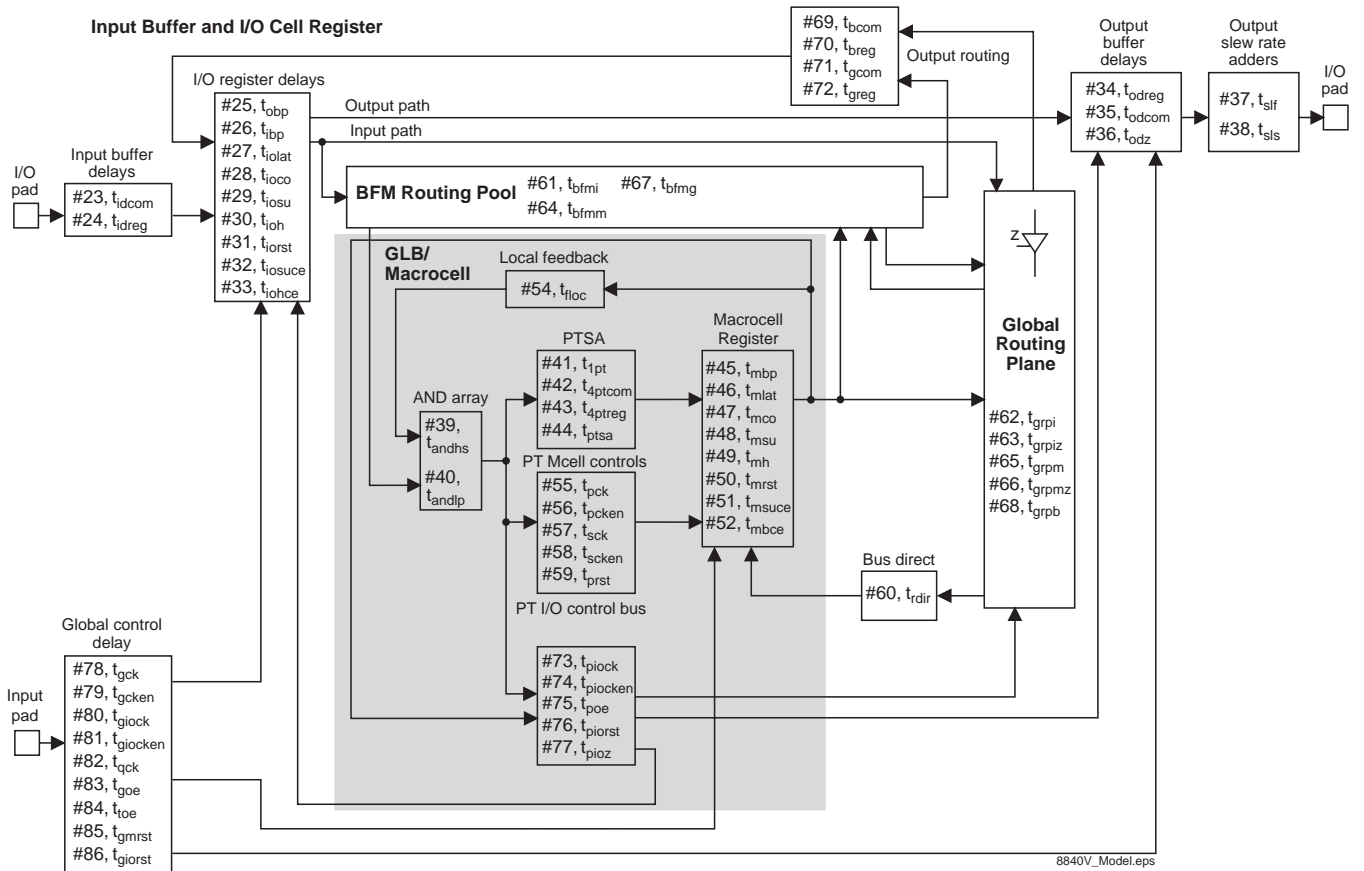 Input Buffer and I/O Cell Register
I/O register delays
#25, tobp
#26, tibp
#27, tiolat
#28, tioco
#29, tiosu
#30, tioh
#31, tiorst
#32, tiosuce
#33, tiohce
Output path
Input path
I/O
pad
Input buffer
delays
#23, tidcom
#24, tidreg
#69, tbcom
#70, tbreg
#71, tgcom
#72, tgreg
Output routing
Output
buffer
delays
#34, todreg
#35, todcom
#36, todz
Output
slew rate
adders
#37, tslf
#38, tsls
I/O
pad
BFM Routing Pool
#61, tbfmi
#67, tbfmg
#64, tbfmm
GLB/
Macrocell
Local feedback
#54, tfloc
PTSA
#41, t1pt
#42, t4ptcom
#43, t4ptreg
#44, tptsa
Macrocell
Register
#45, tmbp
#46, tmlat
#47, tmco
#48, tmsu
#49, tmh
#50, tmrst
#51, tmsuce
#52, tmbce
AND array
#39,
tandhs
#40,
tandlp
PT Mcell controls
#55, tpck
#56, tpcken
#57, tsck
#58, tscken
#59, tprst
PT I/O control bus
#73, tpiock
#74, tpiocken
#75, tpoe
#76, tpiorst
#77, tpioz
z
Global
Routing
Plane
#62, tgrpi
#63, tgrpiz
#65, tgrpm
#66, tgrpmz
#68, tgrpb
Bus direct
#60, trdir
Global control
delay
Input
pad
#78, tgck
#79, tgcken
#80, tgiock
#81, tgiocken
#82, tqck
#83, tgoe
#84, ttoe
#85, tgmrst
#86, tgiorst
8840V_Model.eps